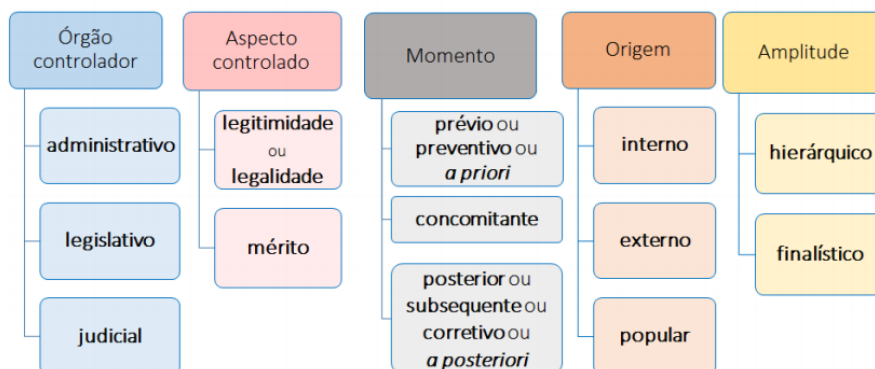 Órgão
controlador
administrativo
legislativo
judicial
Aspecto
controlado
legitimidade
ou
legalidade
mérito
Momento
prévio ou
preventivo ou
a priori
concomitante
posterior ou
subsequente ou
corretivo ou
a posteriori
Origem
interno
externo
popular
Amplitude
hierárquico
finalístico